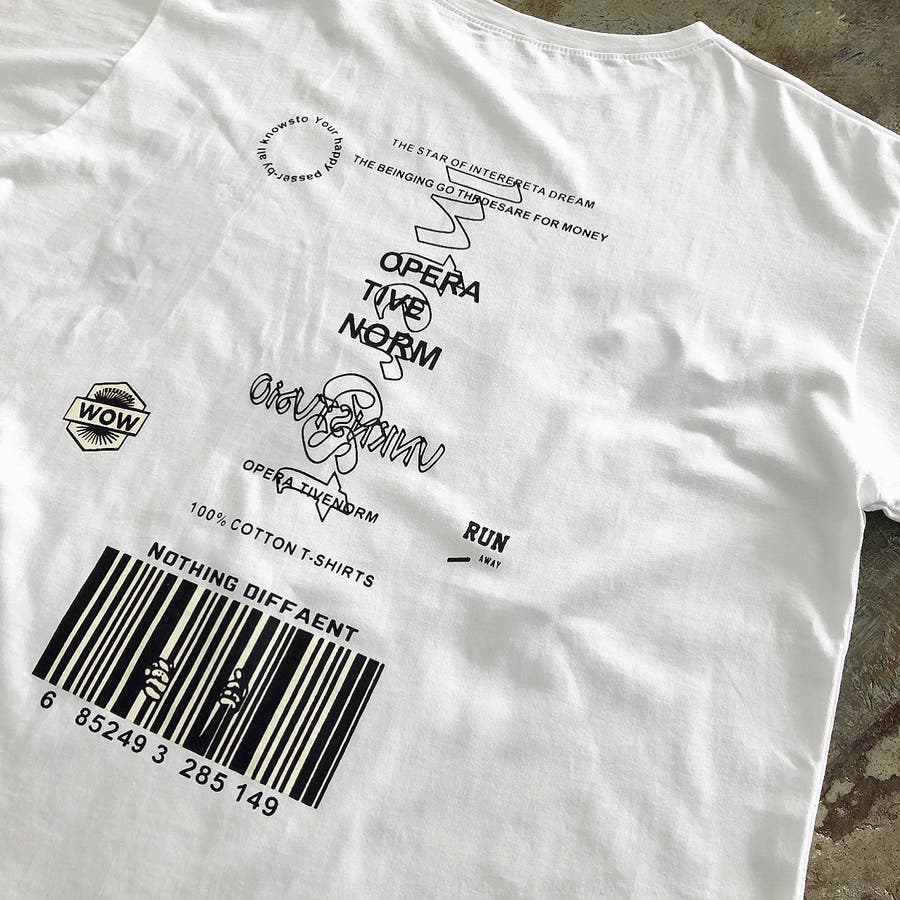 Your happy passer-by all knowsto
THE STAR OF INTERERETA DREAM
THE BEINGING GO THRDESARE FOR MONEY
OPERA
TIVE
NORM
WOW
OPERA TIVENORM
100% COTTON T-SHIRTS
RUN
AWAY
NOTHING DIFFAENT
6 85249 3 285 149